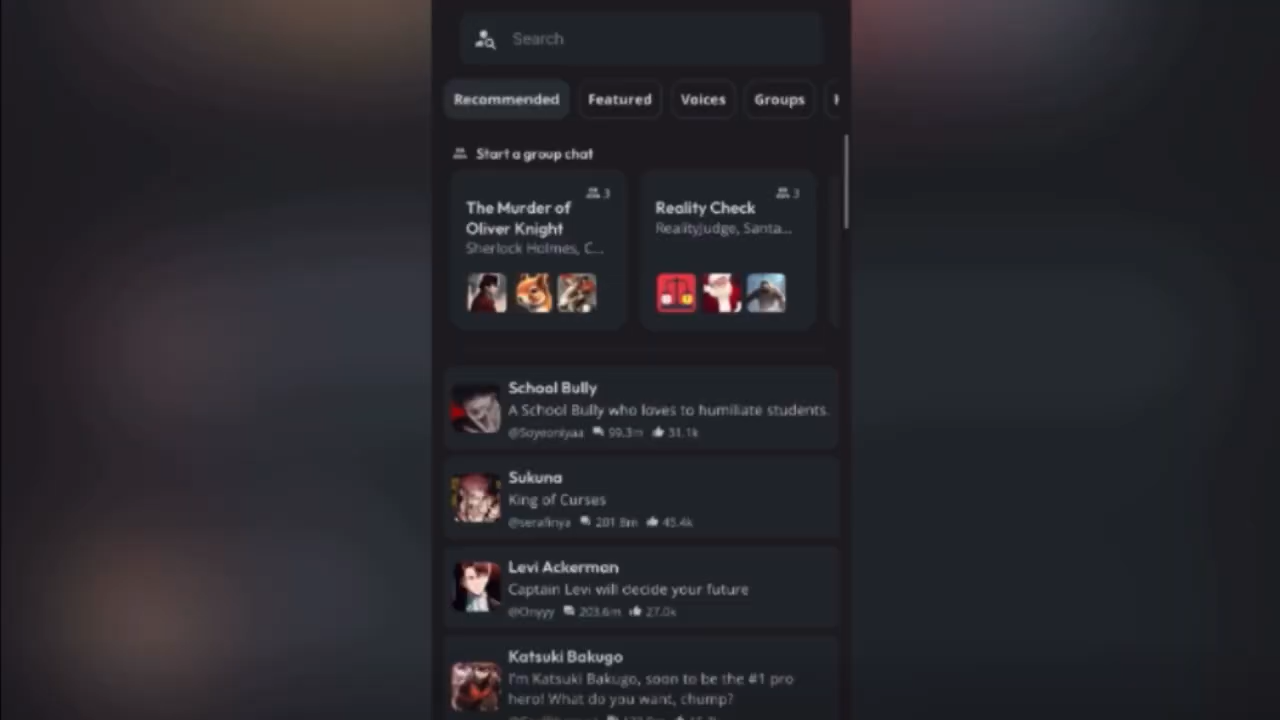 Search
Recommended Featured Voices Groups
Start a group chat
3
The Murder of
Oliver Knight
Sherlock Holmes, C...
3
Reality Check
Realityjudge, Santa...
School Bully
A School Bully who loves to humiliate students.
@Soyeoniyaa 99.3m 31.1k
Sukuna
King of Curses
@serafinya 201.8m 45.4k
Levi Ackerman
Captain Levi will decide your future
@Onyyy 203.6m 27.0k
Katsuki Bakugo
I'm Katsuki Bakugo, soon to be the #1 pro
hero! What do you want, chump?